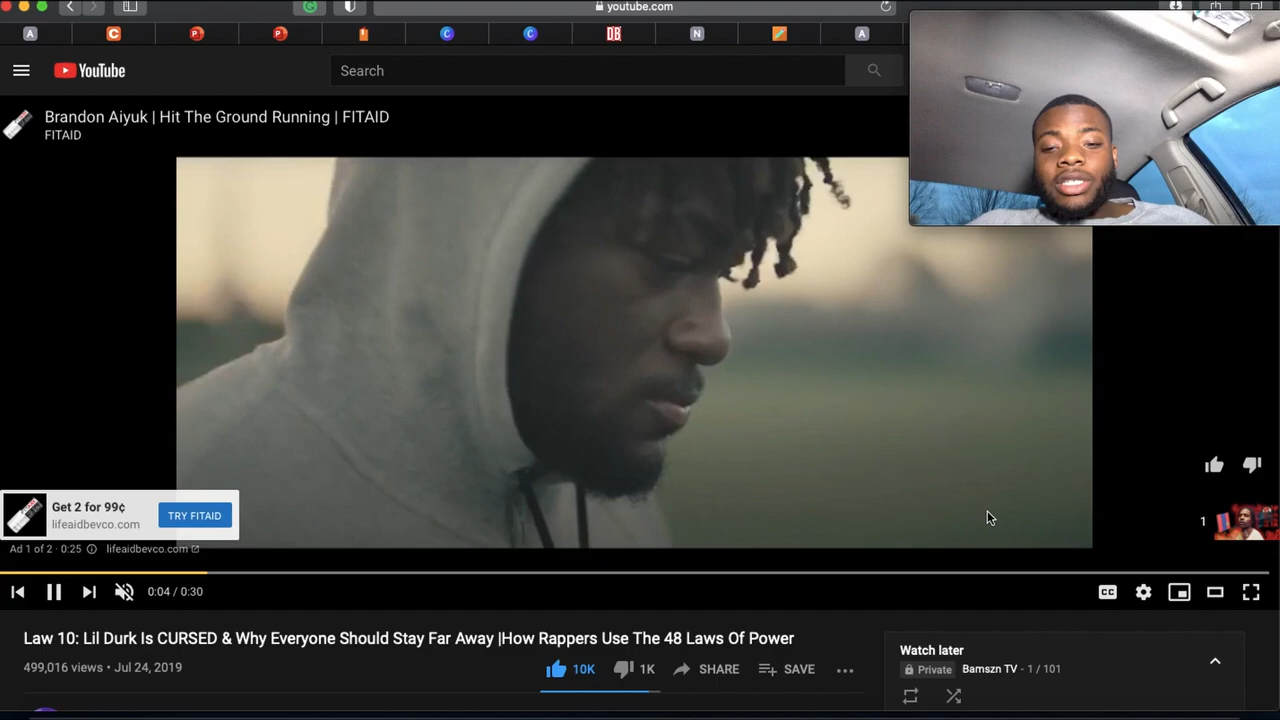 youtube.com
A
C
P
P
C
C
DB
N
A
YouTube
Search
Brandon Aiyuk | Hit The Ground Running | FITAID
FITAID
Get 2 for 99¢
lifeaidbevco.com
TRY FITAID
1
Ad 1 of 2 · 0:25
lifeaidbevco.com
0:04 / 0:30
CC
Law 10: Lil Durk Is CURSED & Why Everyone Should Stay Far Away |How Rappers Use The 48 Laws Of Power
499,016 views • Jul 24, 2019
10K
1K
SHARE
SAVE
Watch later
Private
Bamszn TV - 1 / 101